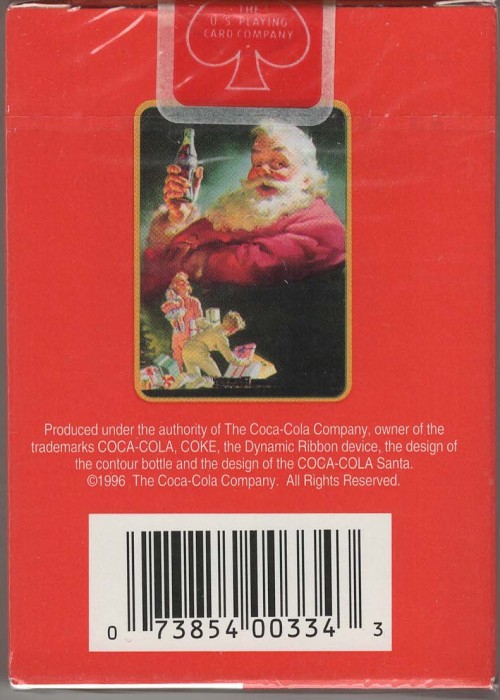 THE
U.S. PLAYING
CARD COMPANY
Produced under the authority of The Coca-Cola Company, owner of the
trademarks COCA-COLA, COKE, the Dynamic Ribbon device, the design of
the contour bottle and the design of the COCA-COLA Santa.
©1996 The Coca-Cola Company. All Rights Reserved.
0 73854 00334 3